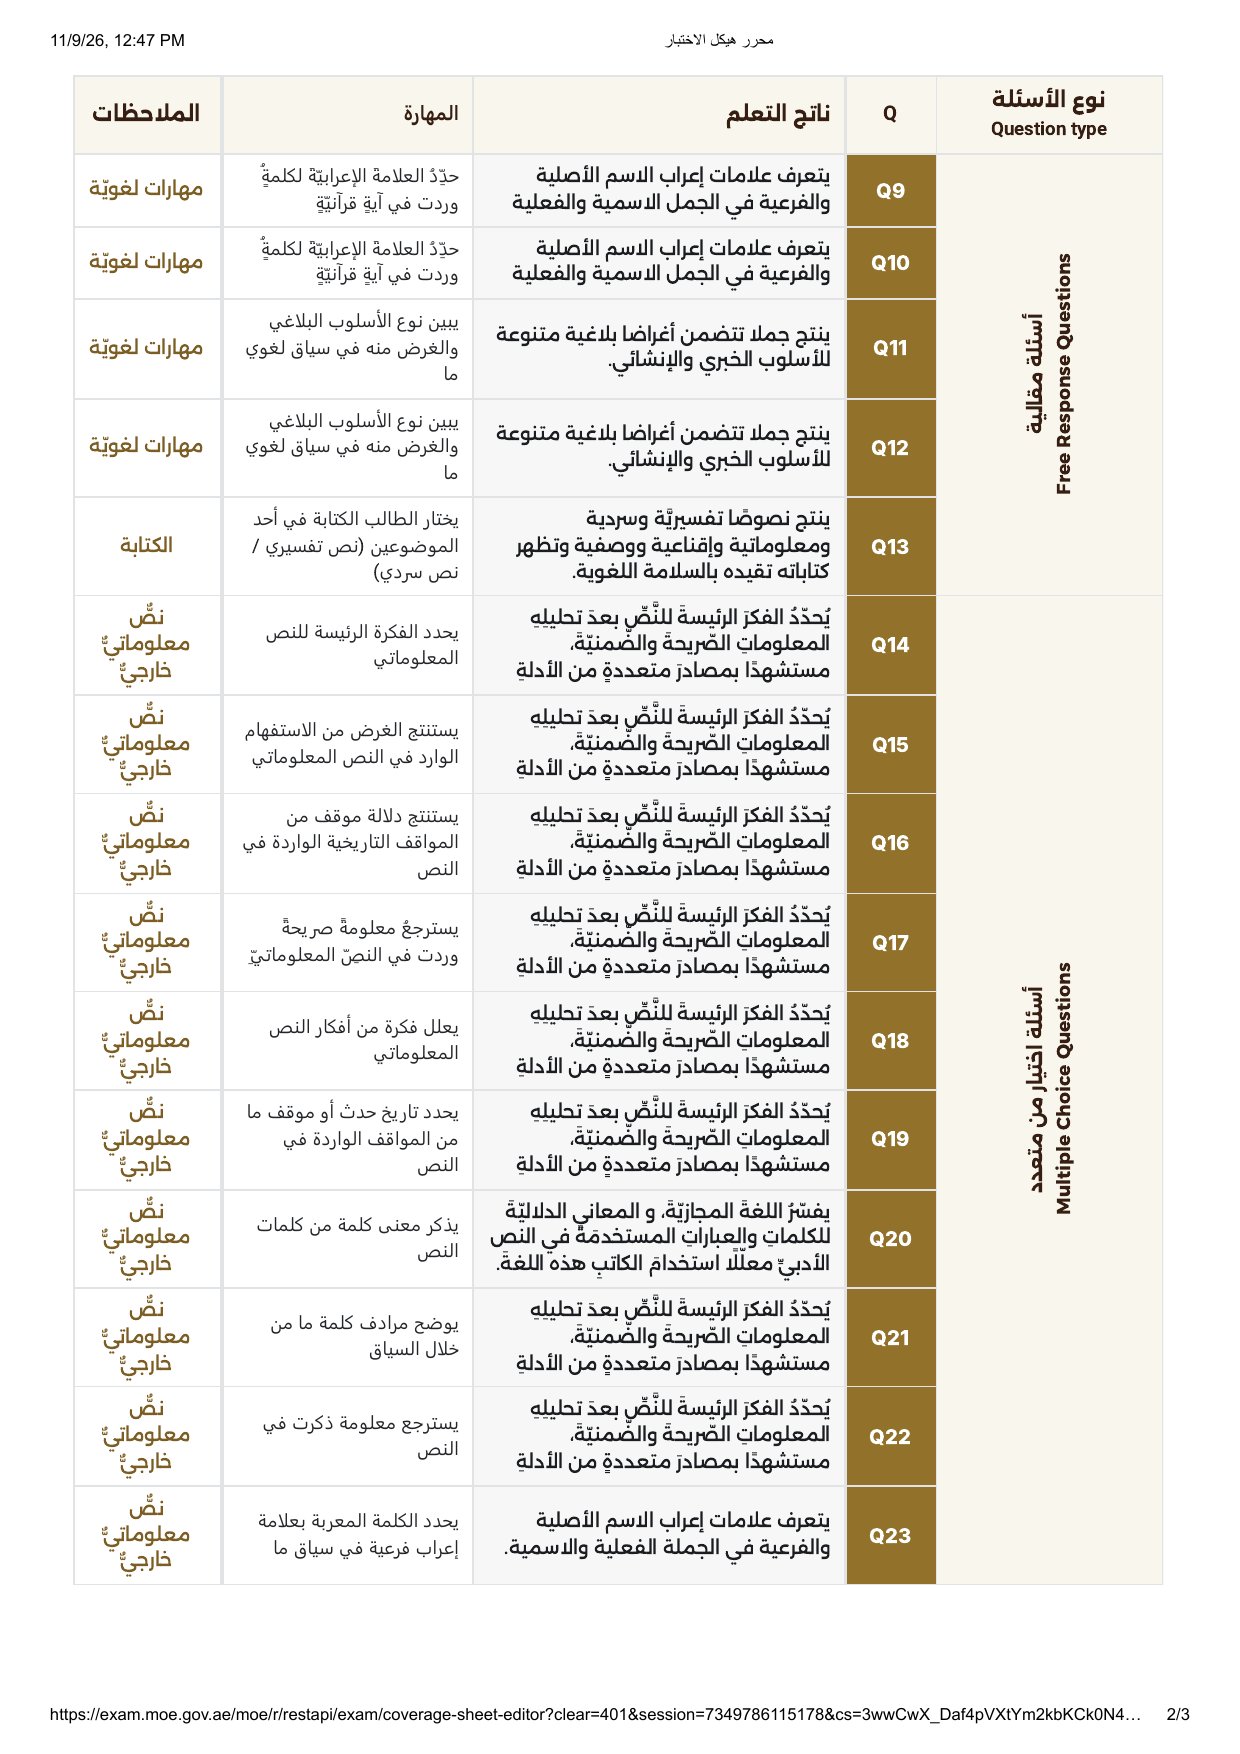 11/9/26, 12:47 PM
محرر هيكل الاختبار
نوع الأسئلة
Question type
Q
ناتج التعلم
المهارة
الملاحظات
أسئلة مقالية
Free Response Questions
Q9
يتعرف علامات إعراب الاسم الأصلية
والفرعية في الجمل الاسمية والفعلية
حدِّدُ العلامةَ الإعرابيّةَ لكلمةٍ
وردت في آيةٍ قرآنيّةٍ
مهارات لغويّة
Q10
يتعرف علامات إعراب الاسم الأصلية
والفرعية في الجمل الاسمية والفعلية
حدِّدُ العلامةَ الإعرابيّةَ لكلمةٍ
وردت في آيةٍ قرآنيّةٍ
مهارات لغويّة
Q11
ينتج جملا تتضمن أغراضا بلاغية متنوعة
للأسلوب الخبري والإنشائي.
يبين نوع الأسلوب البلاغي
والغرض منه في سياق لغوي
ما
مهارات لغويّة
Q12
ينتج جملا تتضمن أغراضا بلاغية متنوعة
للأسلوب الخبري والإنشائي.
يبين نوع الأسلوب البلاغي
والغرض منه في سياق لغوي
ما
مهارات لغويّة
Q13
ينتج نصوصًا تفسيريَّة وسردية
ومعلوماتية وإقناعية ووصفية وتظهر
كتاباته تقيده بالسلامة اللغوية.
يختار الطالب الكتابة في أحد
الموضوعين (نص تفسيري /
نص سردي)
الكتابة
أسئلة اختيار من متعدد
Multiple Choice Questions
Q14
يُحدّدُ الفكرَ الرئيسةَ للنَّصِّ بعدَ تحليلِهِ
المعلوماتِ الصّريحةَ والضّمنيّةَ،
مستشهدًا بمصادرَ متعددةٍ من الأدلةِ
يحدد الفكرة الرئيسة للنص
المعلوماتي
نصٌّ
معلوماتيٌّ
خارجيٌّ
Q15
يُحدّدُ الفكرَ الرئيسةَ للنَّصِّ بعدَ تحليلِهِ
المعلوماتِ الصّريحةَ والضّمنيّةَ،
مستشهدًا بمصادرَ متعددةٍ من الأدلةِ
يستنتج الغرض من الاستفهام
الوارد في النص المعلوماتي
نصٌّ
معلوماتيٌّ
خارجيٌّ
Q16
يُحدّدُ الفكرَ الرئيسةَ للنَّصِّ بعدَ تحليلِهِ
المعلوماتِ الصّريحةَ والضّمنيّةَ،
مستشهدًا بمصادرَ متعددةٍ من الأدلةِ
يستنتج دلالة موقف من
المواقف التاريخية الواردة في
النص
نصٌّ
معلوماتيٌّ
خارجيٌّ
Q17
يُحدّدُ الفكرَ الرئيسةَ للنَّصِّ بعدَ تحليلِهِ
المعلوماتِ الصّريحةَ والضّمنيّةَ،
مستشهدًا بمصادرَ متعددةٍ من الأدلةِ
يسترجعُ معلومةً صريحةً
وردت في النصِّ المعلوماتيِّ
نصٌّ
معلوماتيٌّ
خارجيٌّ
Q18
يُحدّدُ الفكرَ الرئيسةَ للنَّصِّ بعدَ تحليلِهِ
المعلوماتِ الصّريحةَ والضّمنيّةَ،
مستشهدًا بمصادرَ متعددةٍ من الأدلةِ
يعلل فكرة من أفكار النص
المعلوماتي
نصٌّ
معلوماتيٌّ
خارجيٌّ
Q19
يُحدّدُ الفكرَ الرئيسةَ للنَّصِّ بعدَ تحليلِهِ
المعلوماتِ الصّريحةَ والضّمنيّةَ،
مستشهدًا بمصادرَ متعددةٍ من الأدلةِ
يحدد تاريخ حدث أو موقف ما
من المواقف الواردة في
النص
نصٌّ
معلوماتيٌّ
خارجيٌّ
Q20
يفسّرُ اللغةَ المجازيّةَ، و المعاني الدلاليّةَ
للكلماتِ والعباراتِ المستخدمَةَ في النص
الأدبيِّ معلّلًا استخدامَ الكاتبِ هذه اللغةَ.
يذكر معنى كلمة من كلمات
النص
نصٌّ
معلوماتيٌّ
خارجيٌّ
Q21
يُحدّدُ الفكرَ الرئيسةَ للنَّصِّ بعدَ تحليلِهِ
المعلوماتِ الصّريحةَ والضّمنيّةَ،
مستشهدًا بمصادرَ متعددةٍ من الأدلةِ
يوضح مرادف كلمة ما من
خلال السياق
نصٌّ
معلوماتيٌّ
خارجيٌّ
Q22
يُحدّدُ الفكرَ الرئيسةَ للنَّصِّ بعدَ تحليلِهِ
المعلوماتِ الصّريحةَ والضّمنيّةَ،
مستشهدًا بمصادرَ متعددةٍ من الأدلةِ
يسترجع معلومة ذكرت في
النص
نصٌّ
معلوماتيٌّ
خارجيٌّ
Q23
يتعرف علامات إعراب الاسم الأصلية
والفرعية في الجملة الفعلية والاسمية.
يحدد الكلمة المعربة بعلامة
إعراب فرعية في سياق ما
نصٌّ
معلوماتيٌّ
خارجيٌّ
https://exam.moe.gov.ae/moe/r/restapi/exam/coverage-sheet-editor?clear=401&session=7349786115178&cs=3wwCwX_Daf4pVXtYm2kbKCk0N4…
2/3